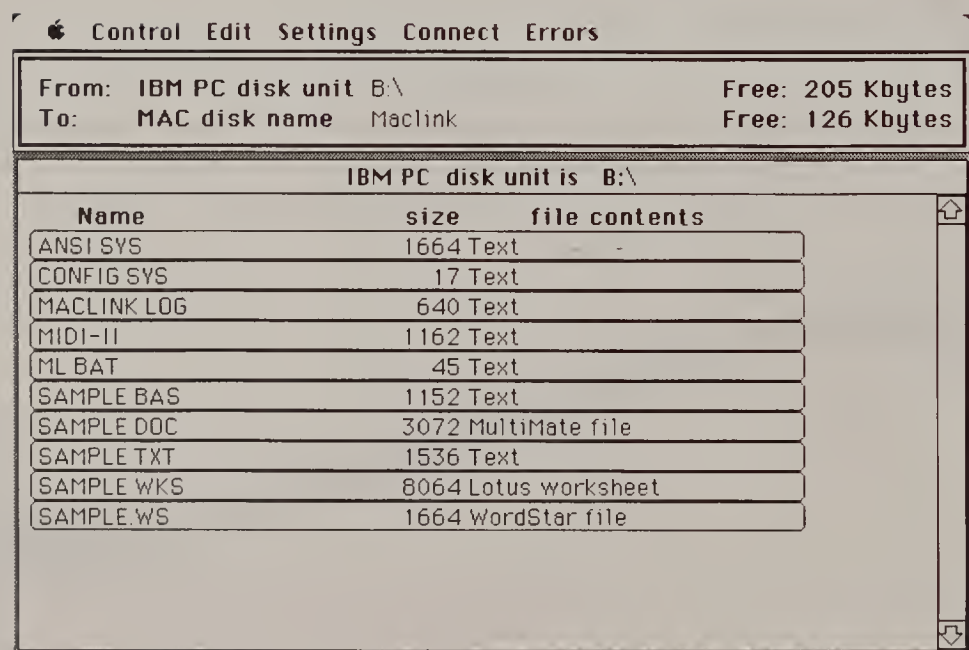 Control Edit Settings Connect Errors
From: IBM PC disk unit B:\ Free: 205 Kbytes
To: MAC disk name Maclink Free: 126 Kbytes
IBM PC disk unit is B:\
Name size file contents
ANSI SYS 1664 Text - -
CONFIG SYS 17 Text
MACLINK LOG 640 Text
MIDI-II 1162 Text
ML BAT 45 Text
SAMPLE BAS 1152 Text
SAMPLE DOC 3072 MultiMate file
SAMPLE TXT 1536 Text
SAMPLE WKS 8064 Lotus worksheet
SAMPLE.WS 1664 WordStar file